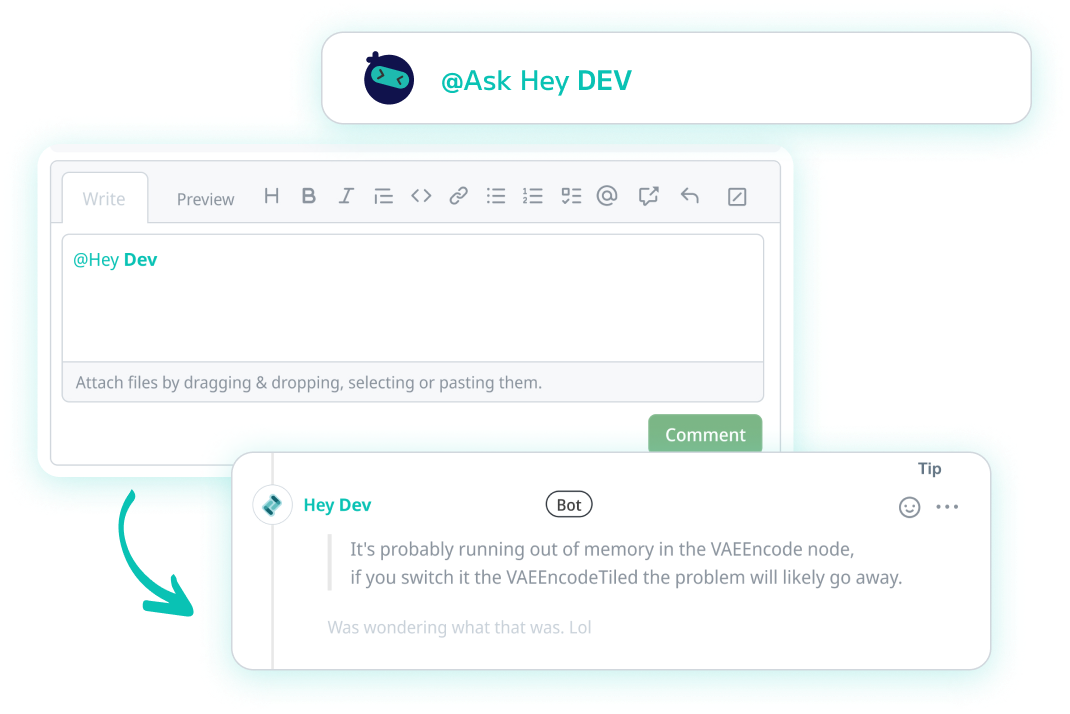 @Ask Hey DEV
Write Preview
@Hey Dev
Attach files by dragging & dropping, selecting or pasting them.
Comment
Tip
Hey Dev Bot
It's probably running out of memory in the VAEEncode node,
if you switch it the VAEEncodeTiled the problem will likely go away.
Was wondering what that was. Lol